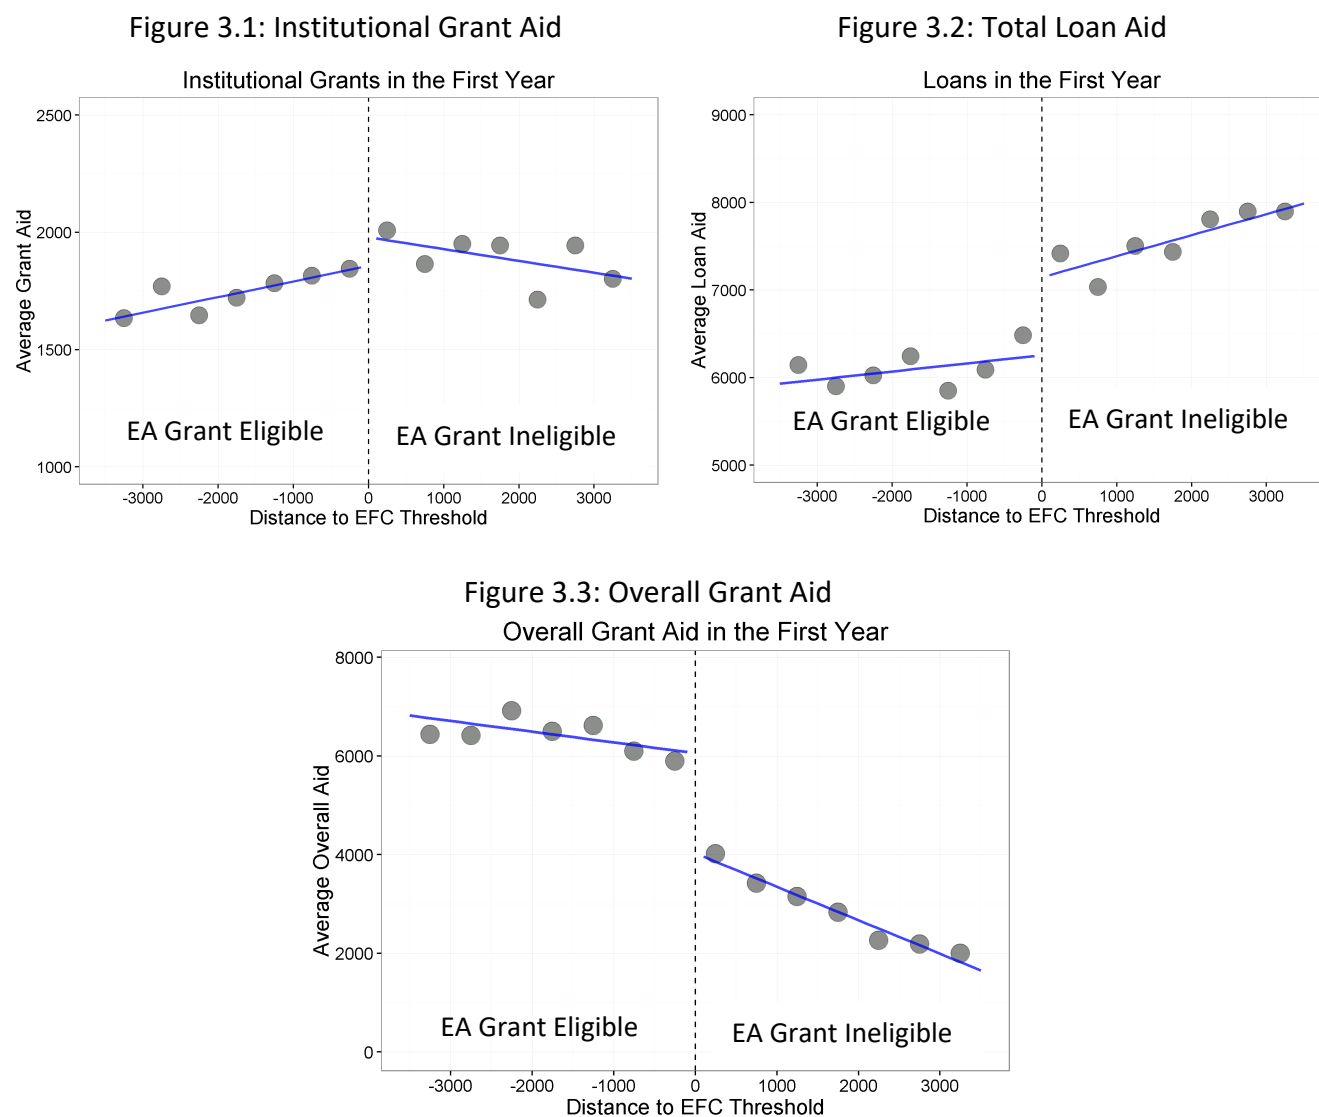 Figure 3.1: Institutional Grant Aid
Institutional Grants in the First Year
Average Grant Aid
2500
2000
1500
1000
EA Grant Eligible
EA Grant Ineligible
-3000 -2000 -1000 0 1000 2000 3000
Distance to EFC Threshold
Figure 3.2: Total Loan Aid
Loans in the First Year
Average Loan Aid
9000
8000
7000
6000
5000
EA Grant Eligible
EA Grant Ineligible
-3000 -2000 -1000 0 1000 2000 3000
Distance to EFC Threshold
Figure 3.3: Overall Grant Aid
Overall Grant Aid in the First Year
Average Overall Aid
8000
6000
4000
2000
0
EA Grant Eligible
EA Grant Ineligible
-3000 -2000 -1000 0 1000 2000 3000
Distance to EFC Threshold